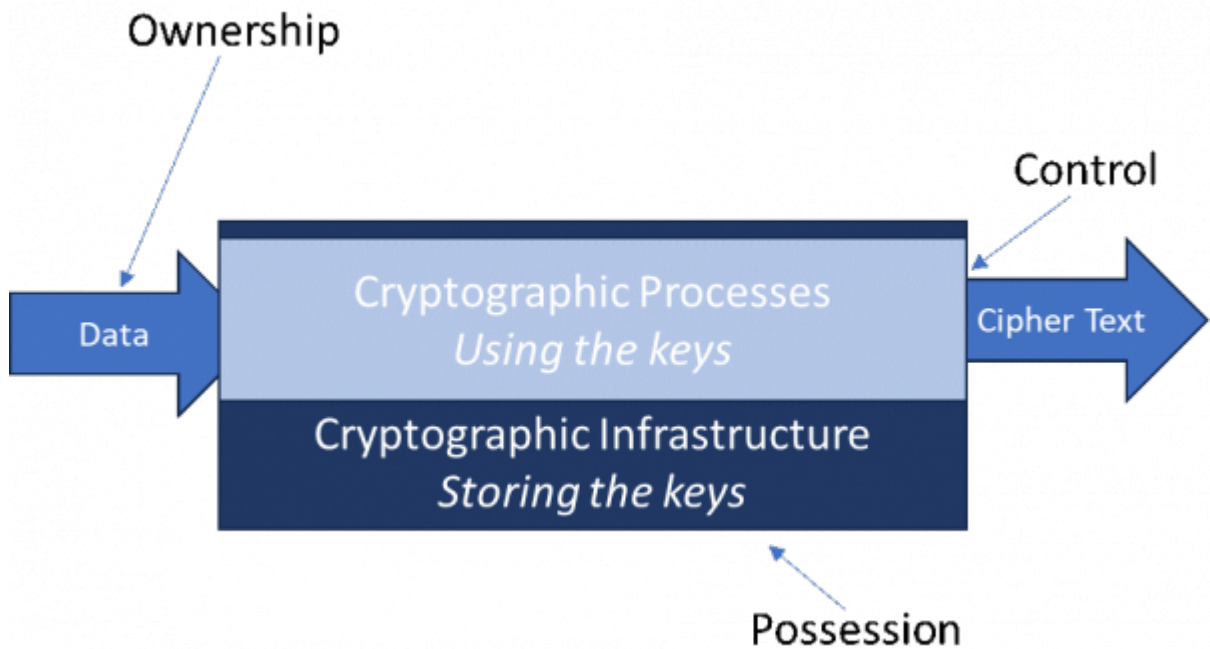 Ownership
Control
Cryptographic Processes
Using the keys
Data
Cipher Text
Cryptographic Infrastructure
Storing the keys
Possession